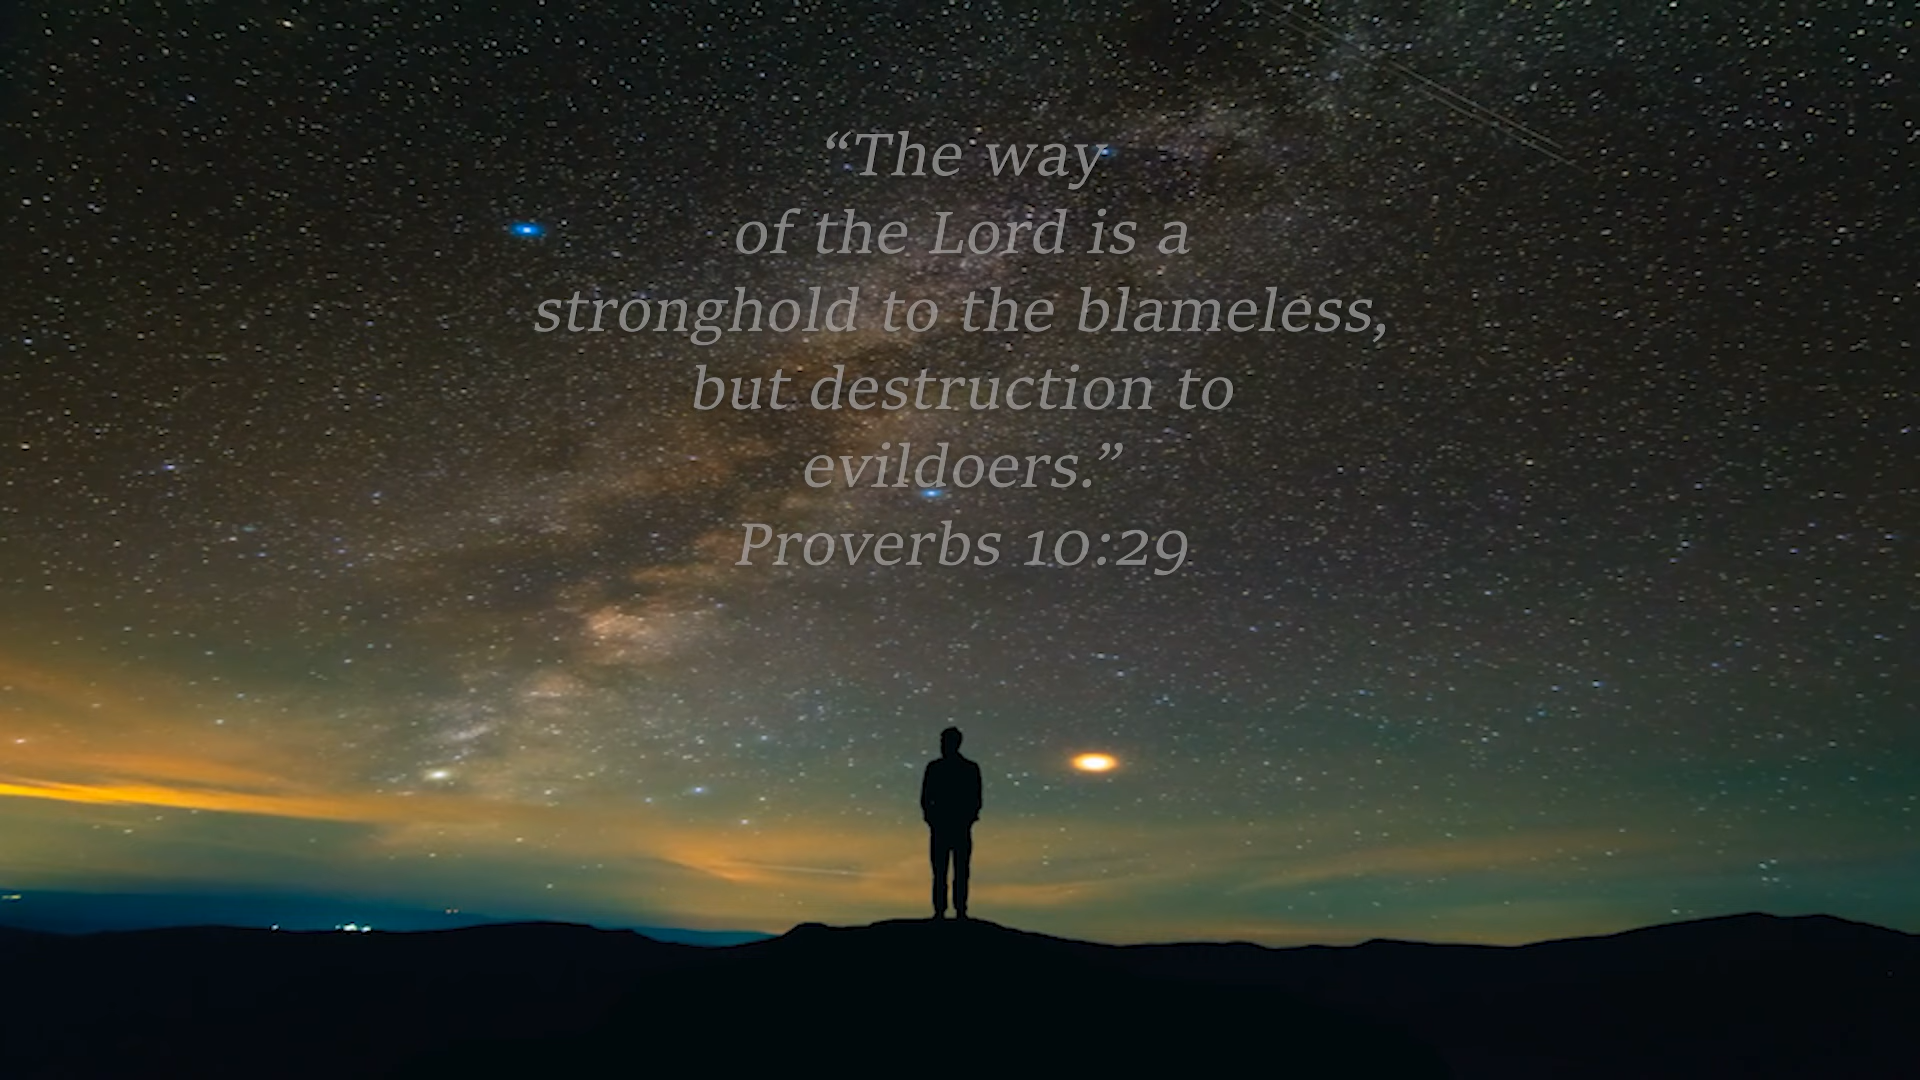 “The way
of the Lord is a
stronghold to the blameless,
but destruction to
evildoers.”
Proverbs 10:29